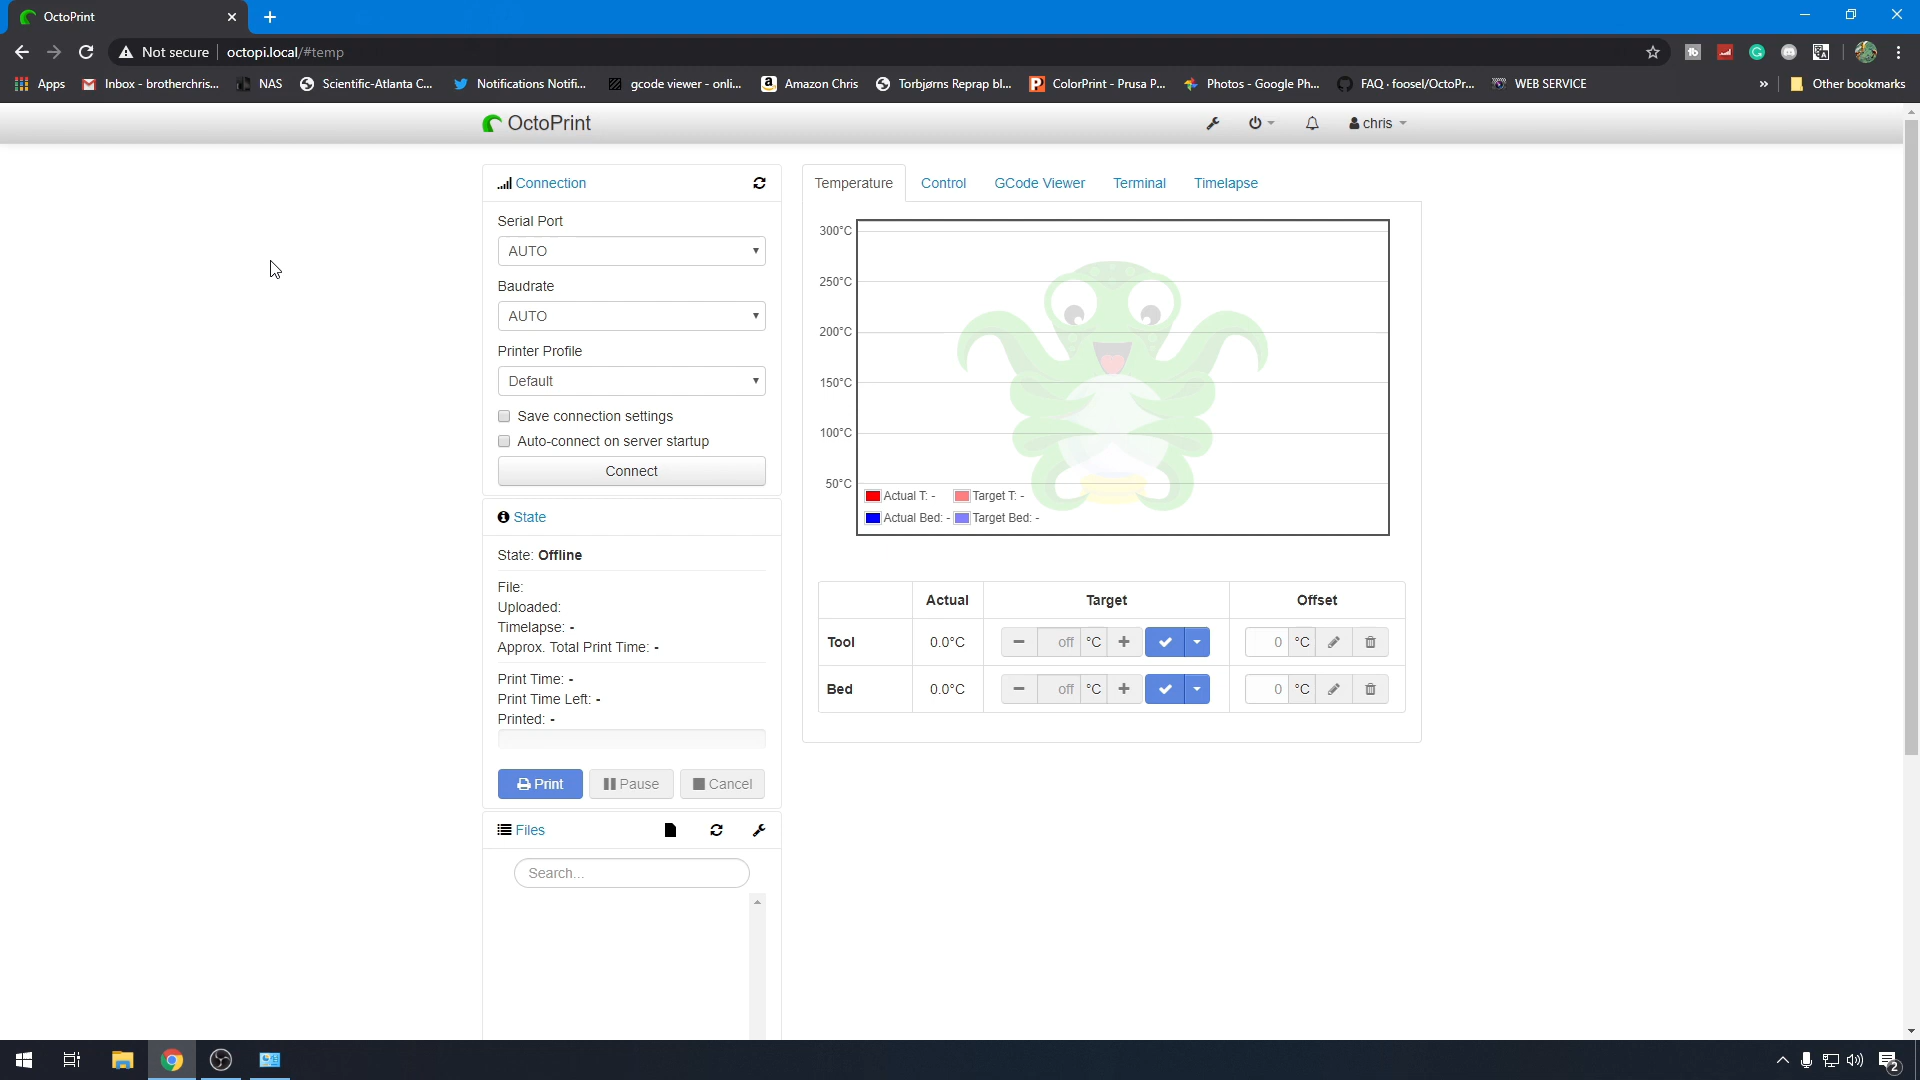 OctoPrint
Not secure octopi.local/#temp
Apps Inbox - brotherchris... NAS Scientific-Atlanta C... Notifications Notifi... gcode viewer - onli... Amazon Chris Torbjørns Reprap bl... ColorPrint - Prusa P... Photos - Google Ph... FAQ · foosel/OctoPr... WEB SERVICE » Other bookmarks
OctoPrint chris
Connection
Serial Port
AUTO
Baudrate
AUTO
Printer Profile
Default
Save connection settings
Auto-connect on server startup
Connect
State
State: Offline
File:
Uploaded:
Timelapse: -
Approx. Total Print Time: -
Print Time: -
Print Time Left: -
Printed: -
Print Pause Cancel
Files
Search...
Temperature Control GCode Viewer Terminal Timelapse
300°C
250°C
200°C
150°C
100°C
50°C
Actual T: - Target T: -
Actual Bed: - Target Bed: -
Actual Target Offset
Tool 0.0°C off °C 0 °C
Bed 0.0°C off °C 0 °C
2